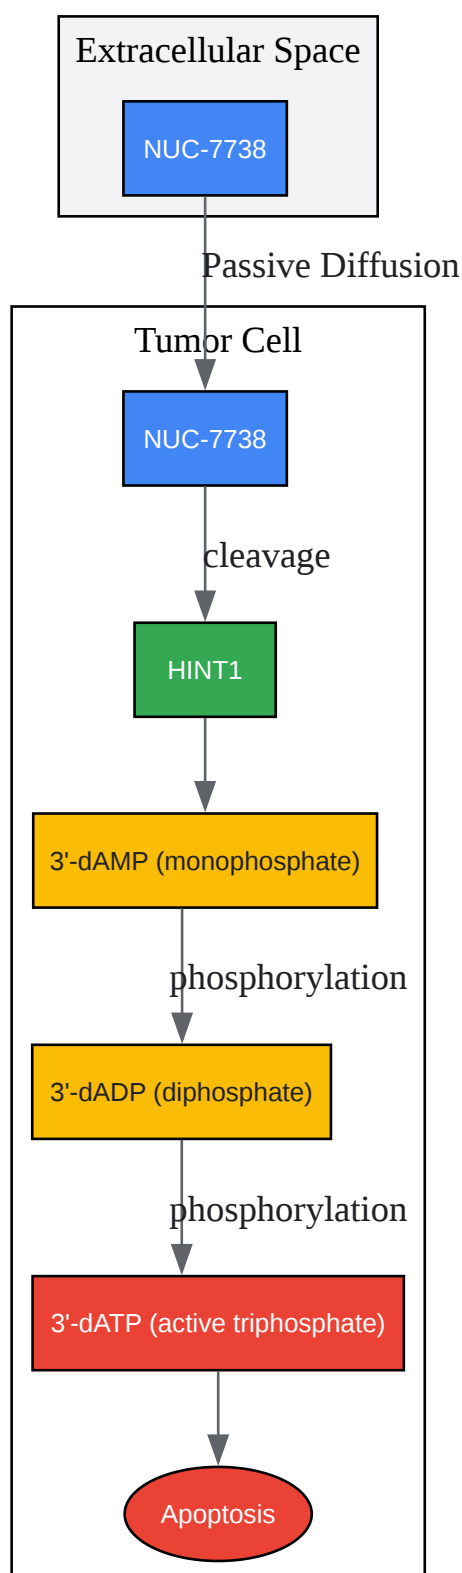 Extracellular Space
NUC-7738
Passive Diffusion
Tumor Cell
NUC-7738
cleavage
HINT1
3'-dAMP (monophosphate)
phosphorylation
3'-dADP (diphosphate)
phosphorylation
3'-dATP (active triphosphate)
Apoptosis